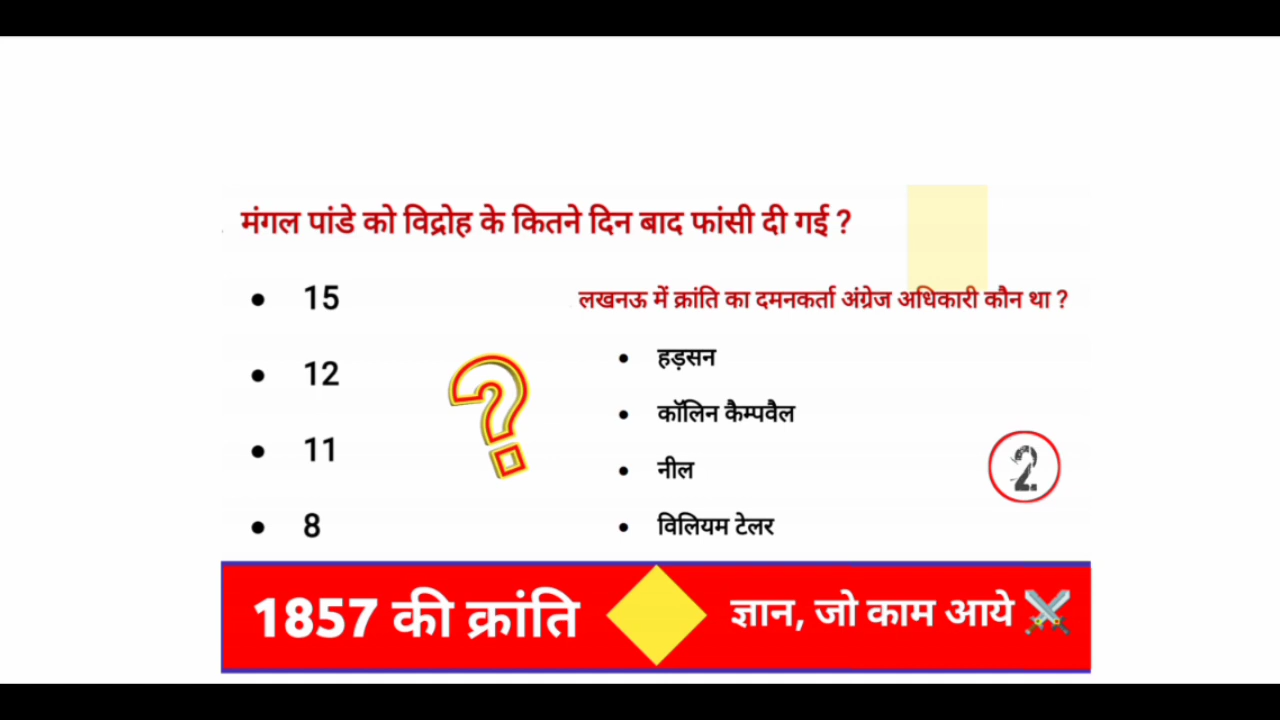 मंगल पांडे को विद्रोह के कितने दिन बाद फांसी दी गई ?
15
12
11
8
लखनऊ में क्रांति का दमनकर्ता अंग्रेज अधिकारी कौन था ?
हड़सन
कॉलिन कैम्पवैल
नील
विलियम टेलर
2
1857 की क्रांति
ज्ञान, जो काम आये